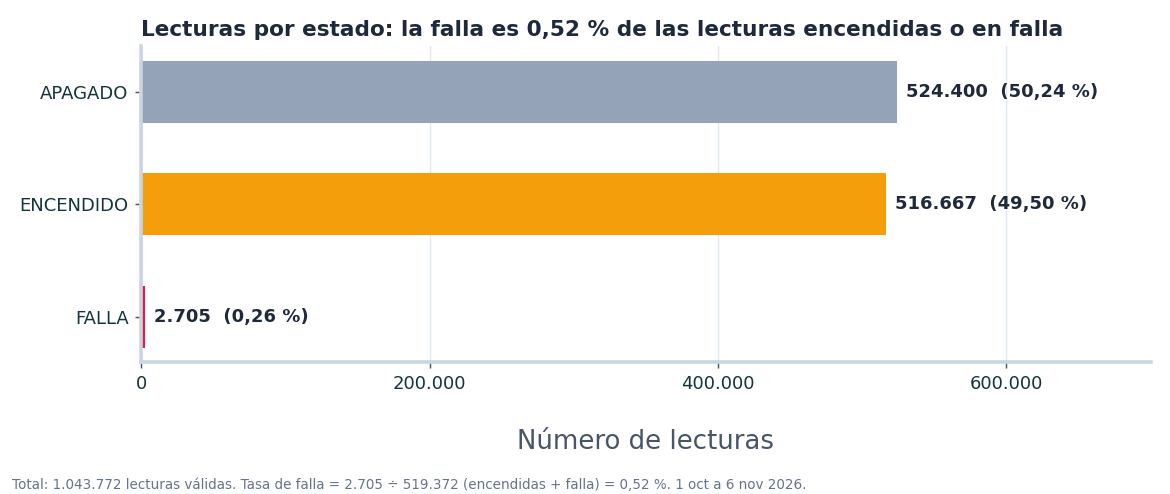 Lecturas por estado: la falla es 0,52 % de las lecturas encendidas o en falla
APAGADO 524.400 (50,24 %)
ENCENDIDO 516.667 (49,50 %)
FALLA 2.705 (0,26 %)
0 200.000 400.000 600.000
Número de lecturas
Total: 1.043.772 lecturas válidas. Tasa de falla = 2.705 ÷ 519.372 (encendidas + falla) = 0,52 %. 1 oct a 6 nov 2026.